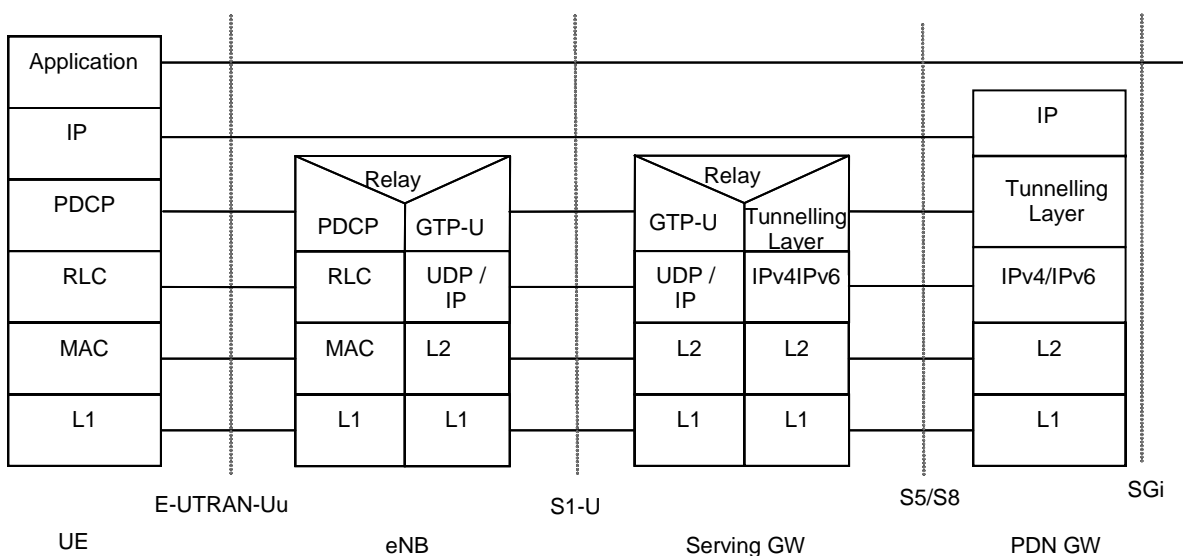 Application
IP
IP
Relay
Relay
PDCP
PDCP
GTP-U
GTP-U
Tunnelling
Layer
Tunnelling
Layer
RLC
RLC
UDP /
IP
UDP /
IP
IPv4IPv6
IPv4/IPv6
MAC
MAC
L2
L2
L2
L2
L1
L1
L1
L1
L1
L1
E-UTRAN-Uu
S1-U
S5/S8
SGi
UE
eNB
Serving GW
PDN GW